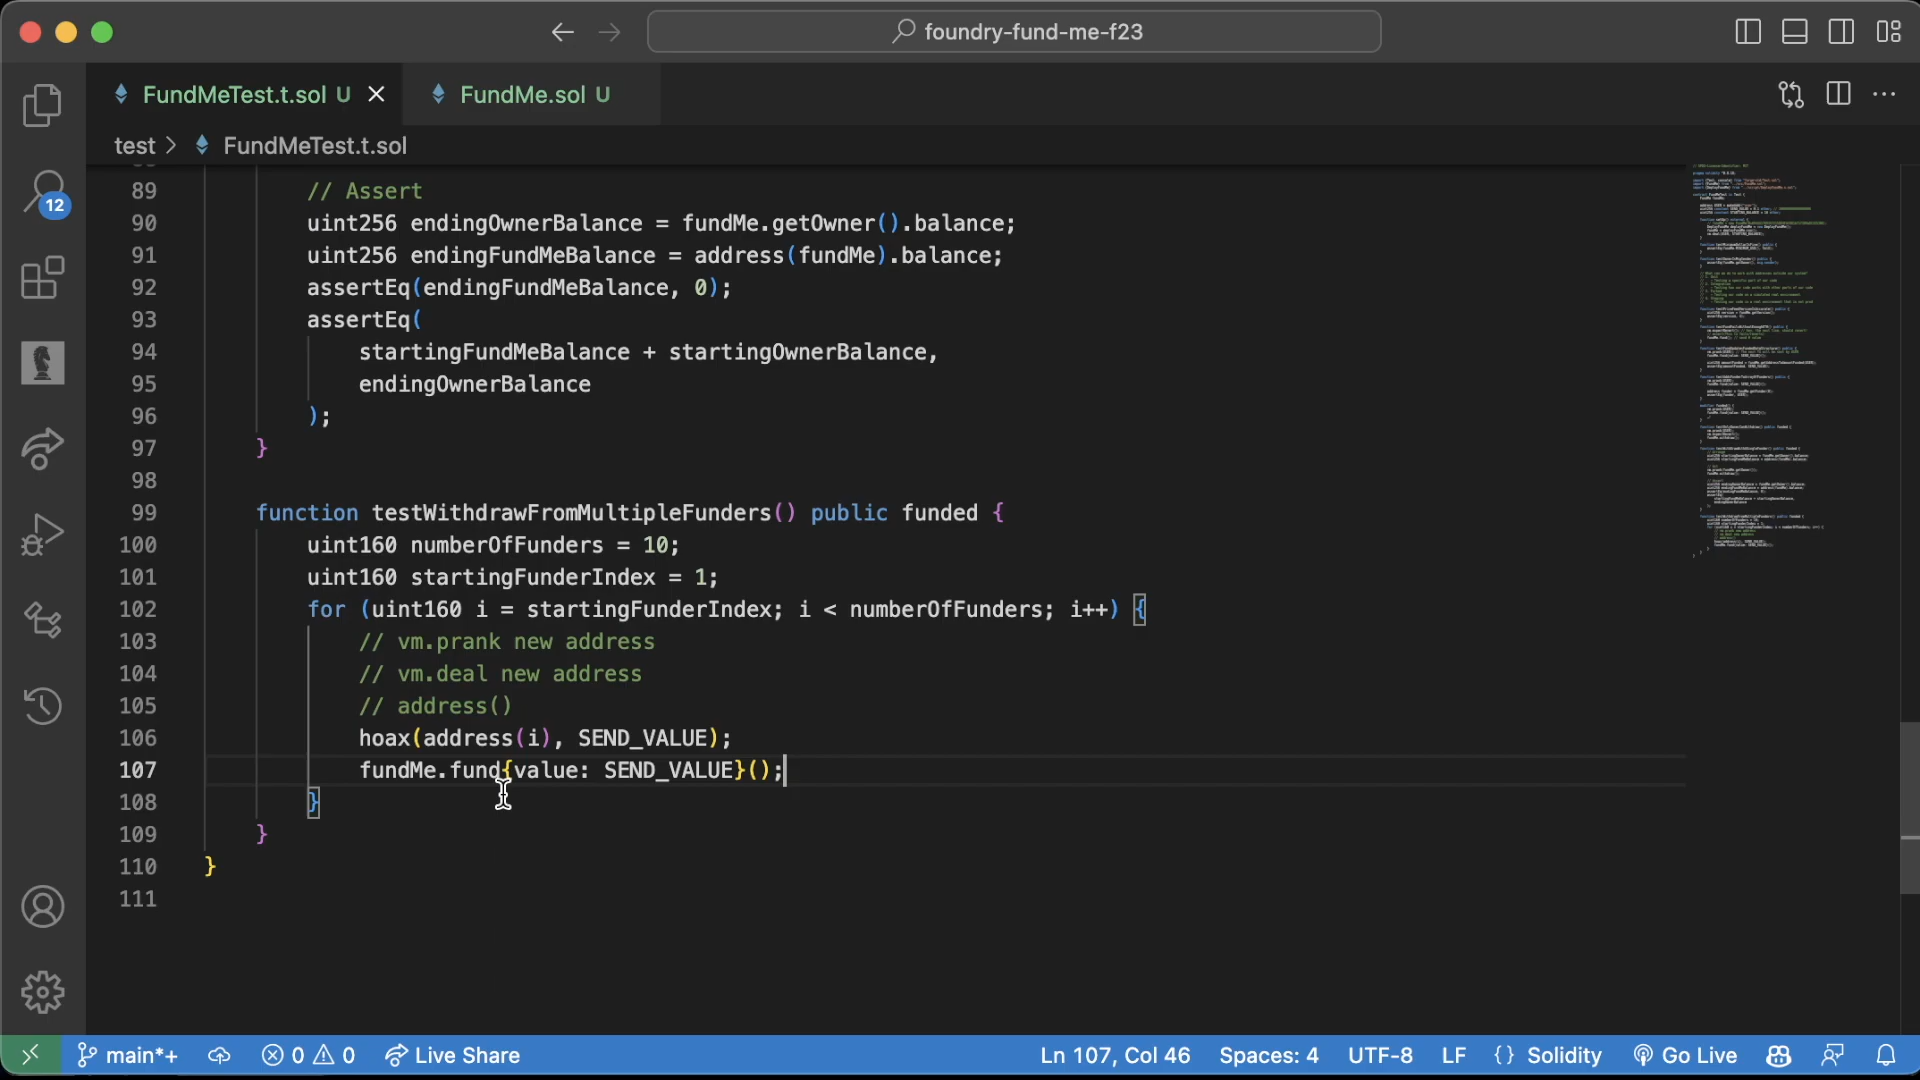 foundry-fund-me-f23
FundMeTest.t.sol U
FundMe.sol U
test > FundMeTest.t.sol
12
89 // Assert
90 uint256 endingOwnerBalance = fundMe.getOwner().balance;
91 uint256 endingFundMeBalance = address(fundMe).balance;
92 assertEq(endingFundMeBalance, 0);
93 assertEq(
94 startingFundMeBalance + startingOwnerBalance,
95 endingOwnerBalance
96 );
97 }
98
99 function testWithdrawFromMultipleFunders() public funded {
100 uint160 numberOfFunders = 10;
101 uint160 startingFunderIndex = 1;
102 for (uint160 i = startingFunderIndex; i < numberOfFunders; i++) {
103 // vm.prank new address
104 // vm.deal new address
105 // address()
106 hoax(address(i), SEND_VALUE);
107 fundMe.fund{value: SEND_VALUE}();
108 }
109 }
110 }
111
main*+ 0 0 Live Share Ln 107, Col 46 Spaces: 4 UTF-8 LF {} Solidity Go Live